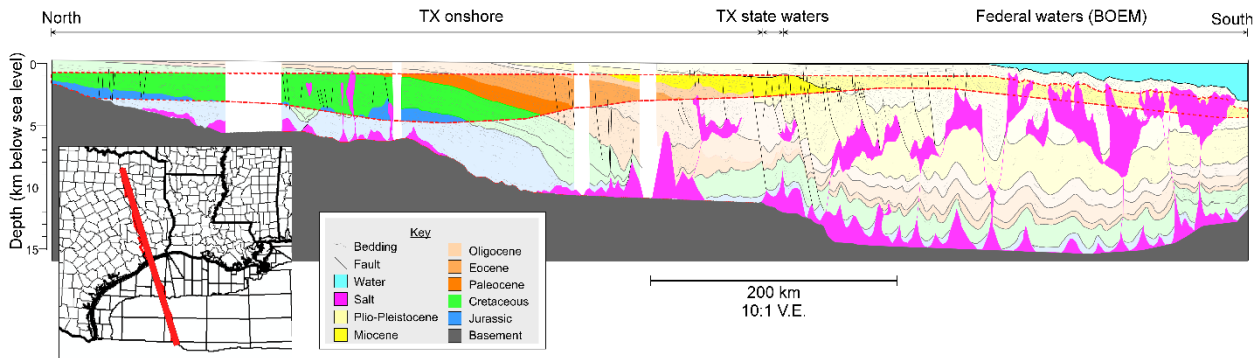 North
TX onshore
TX state waters
Federal waters (BOEM)
South
Depth (km below sea level)
0
5
10
15
Key
Bedding
Fault
Water
Salt
Plio-Pleistocene
Miocene
Oligocene
Eocene
Paleocene
Cretaceous
Jurassic
Basement
200 km
10:1 V.E.